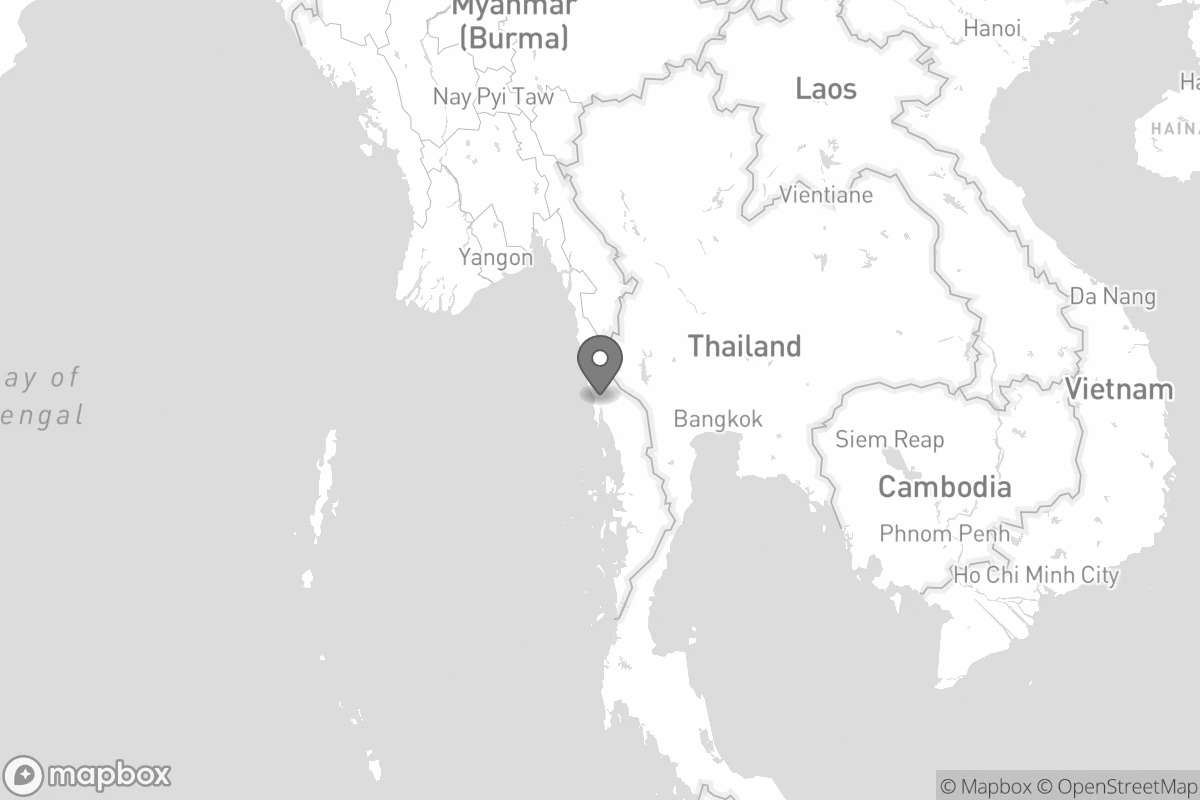 Myanmar
(Burma)
Hanoi
Laos
Ha
Nay Pyi Taw
HAINA
Vientiane
Yangon
Da Nang
Thailand
ay of
engal
Vietnam
Bangkok
Siem Reap
Cambodia
Phnom Penh
Ho Chi Minh City
mapbox
© Mapbox © OpenStreetMap